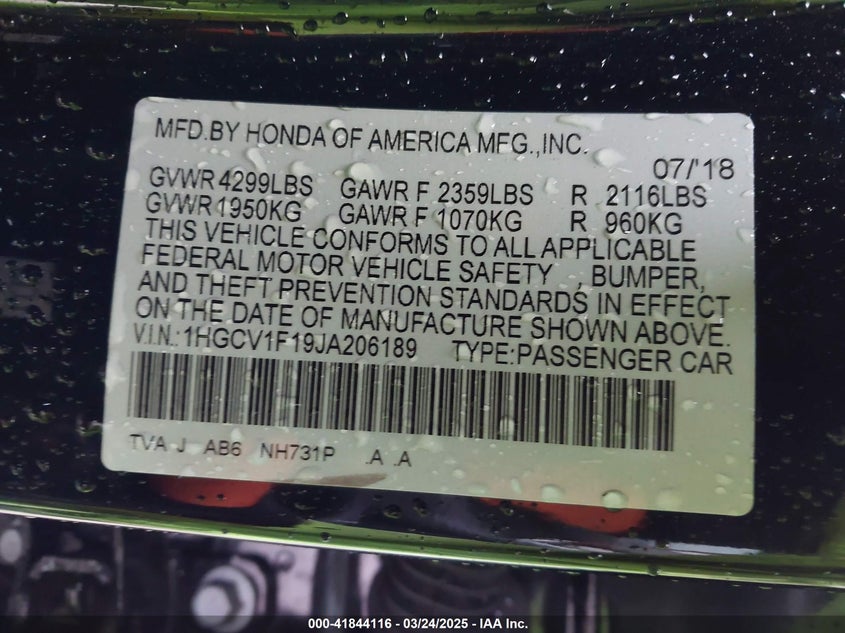 MFD.BY HONDA OF AMERICA MFG.,INC.
07/'18
GVWR 4299LBS GAWR F 2359LBS R 2116LBS
GVWR 1950KG GAWR F 1070KG R 960KG
THIS VEHICLE CONFORMS TO ALL APPLICABLE
FEDERAL MOTOR VEHICLE SAFETY , BUMPER,
AND THEFT PREVENTION STANDARDS IN EFFECT
ON THE DATE OF MANUFACTURE SHOWN ABOVE.
V.I.N.:1HGCV1F19JA206189 TYPE:PASSENGER CAR
TVA J AB6 NH731P .A .A
000-41844116 - 03/24/2025 - IAA Inc.